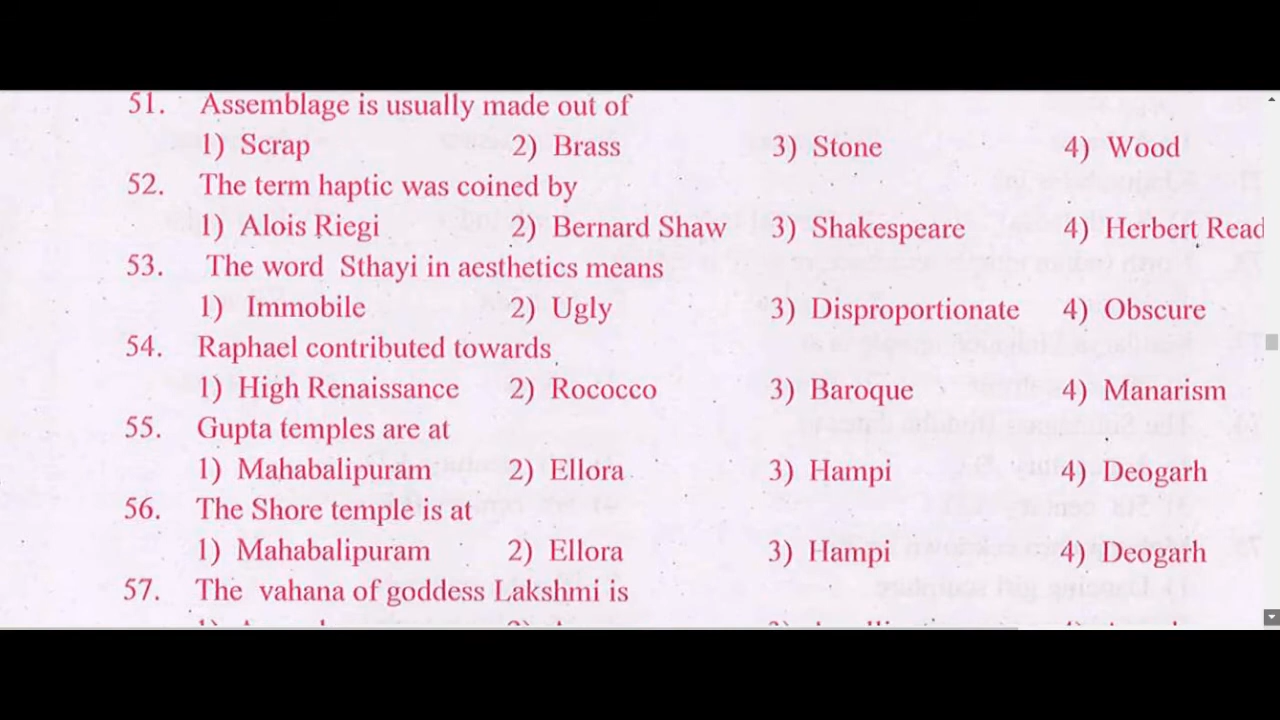 51. Assemblage is usually made out of
1) Scrap 2) Brass 3) Stone 4) Wood
52. The term haptic was coined by
1) Alois Riegi 2) Bernard Shaw 3) Shakespeare 4) Herbert Read
53. The word Sthayi in aesthetics means
1) Immobile 2) Ugly 3) Disproportionate 4) Obscure
54. Raphael contributed towards
1) High Renaissance 2) Rococco 3) Baroque 4) Manarism
55. Gupta temples are at
1) Mahabalipuram 2) Ellora 3) Hampi 4) Deogarh
56. The Shore temple is at
1) Mahabalipuram 2) Ellora 3) Hampi 4) Deogarh
57. The vahana of goddess Lakshmi is